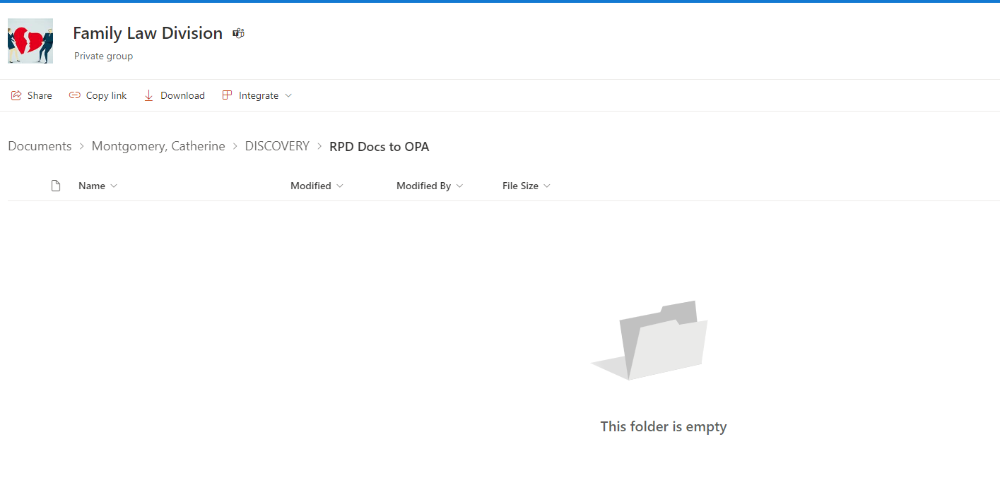 Family Law Division
Private group
Share Copy link Download Integrate
Documents > Montgomery, Catherine > DISCOVERY > RPD Docs to OPA
Name Modified Modified By File Size
This folder is empty